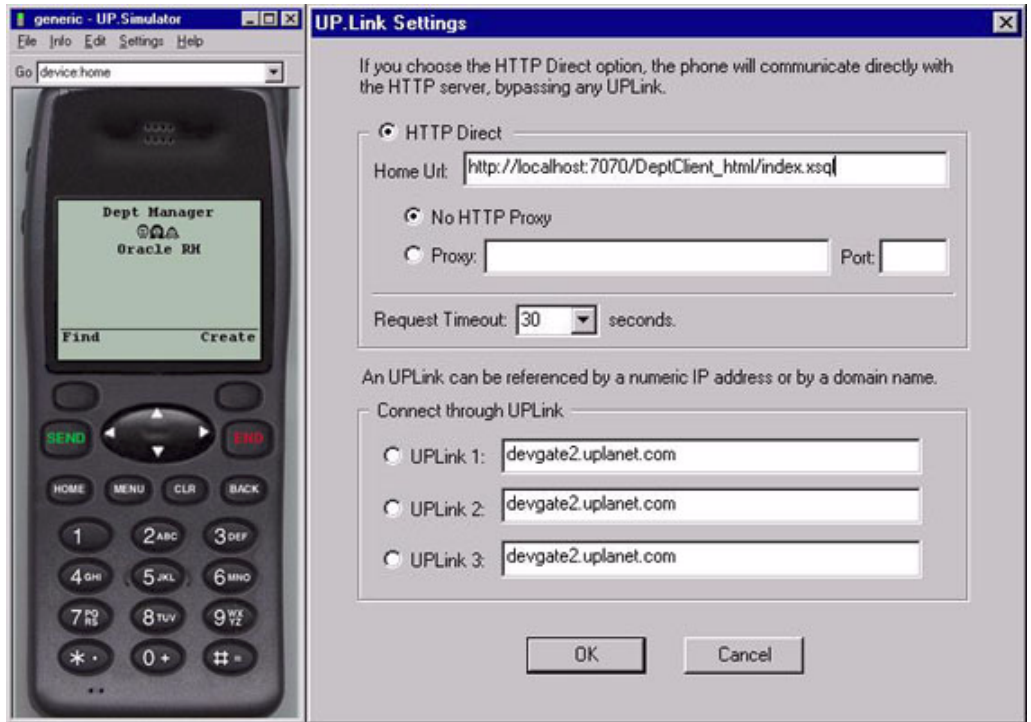 generic - UP.Simulator
File Info Edit Settings Help
Go device:home
Dept Manager
Oracle RH
Find Create
SEND END
HOME MENU CLR BACK
1 2ABC 3DEF
4GHI 5JKL 6MNO
7PQRS 8TUV 9WXYZ
* . 0 + # =
UP.Link Settings
If you choose the HTTP Direct option, the phone will communicate directly with
the HTTP server, bypassing any UPLink.
HTTP Direct
Home Url: http://localhost:7070/DeptClient_html/index.xsql
No HTTP Proxy
Proxy: Port:
Request Timeout: 30 seconds.
An UPLink can be referenced by a numeric IP address or by a domain name.
Connect through UPLink
UPLink 1: devgate2.uplanet.com
UPLink 2: devgate2.uplanet.com
UPLink 3: devgate2.uplanet.com
OK Cancel